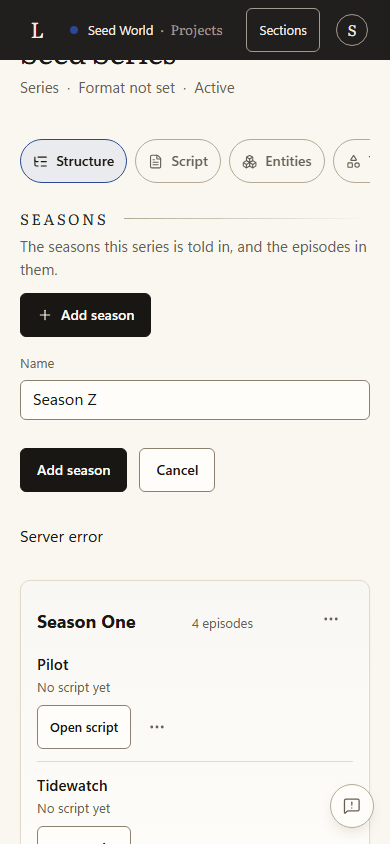 L
Seed World · Projects
Sections
S
Seed Series
Series · Format not set · Active
Structure
Script
Entities
SEASONS
The seasons this series is told in, and the episodes in
them.
+ Add season
Name
Season Z
Add season
Cancel
Server error
Season One
4 episodes
Pilot
No script yet
Open script
Tidewatch
No script yet